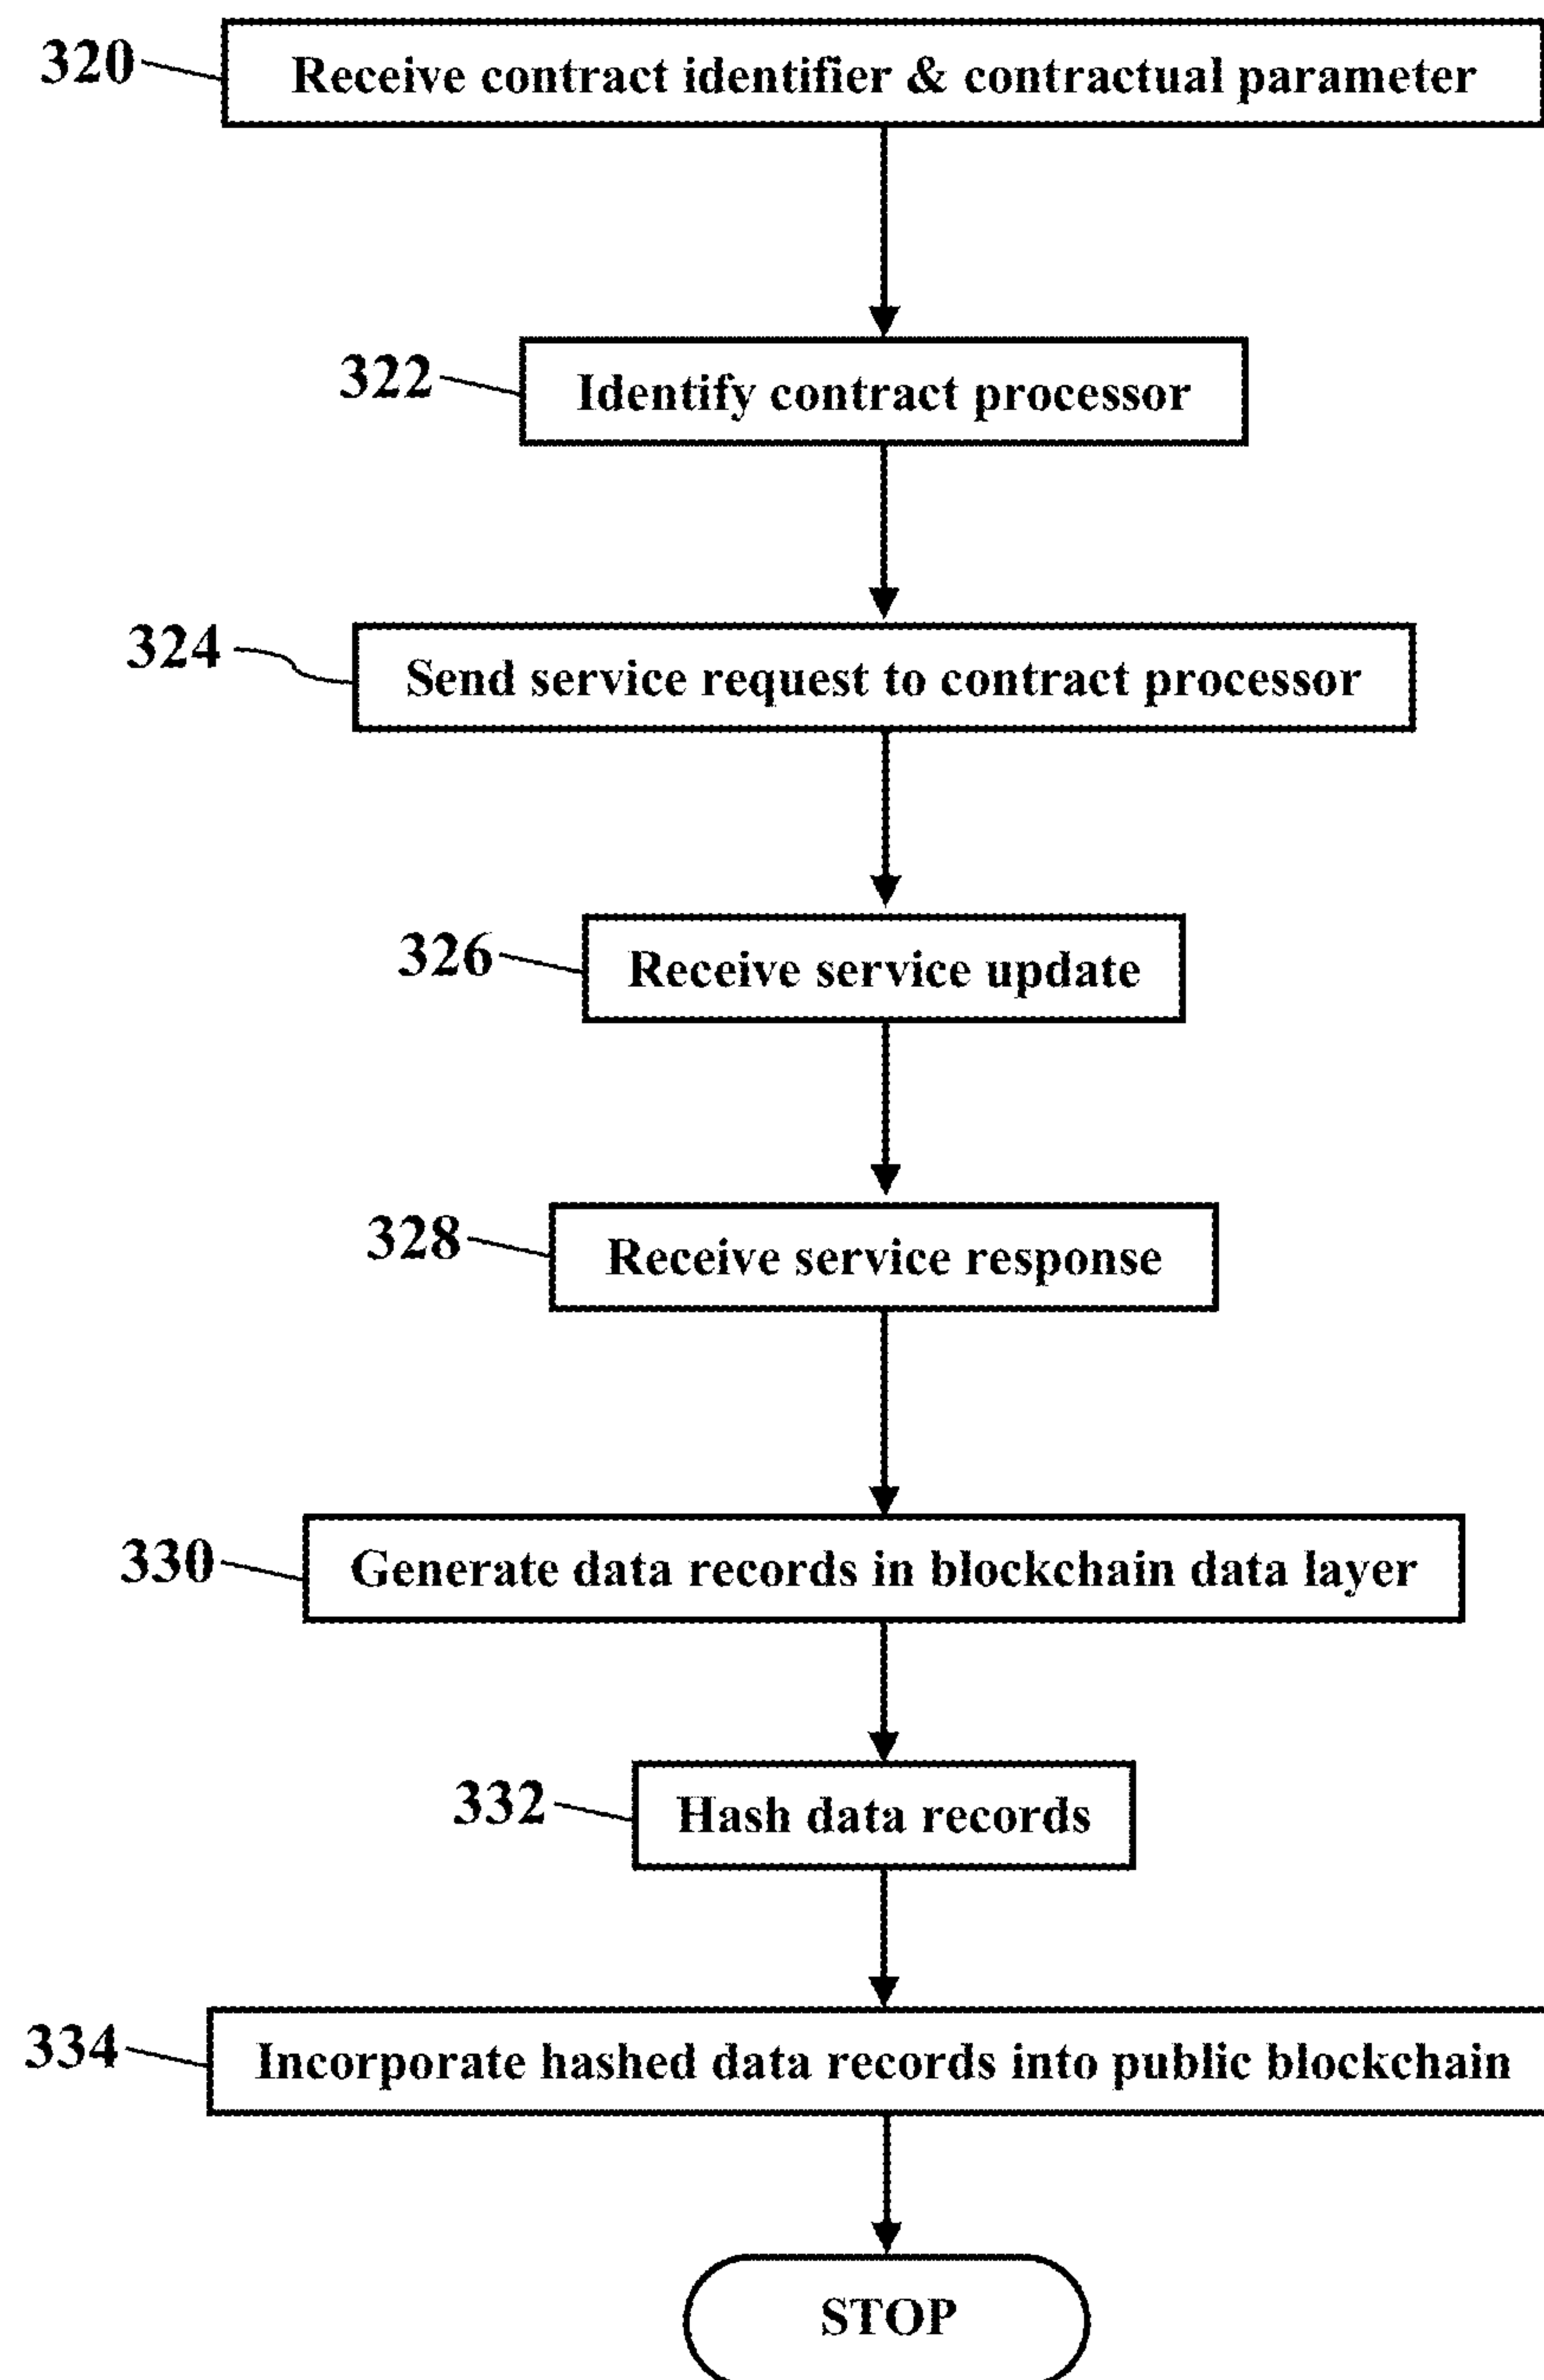 320 Receive contract identifier & contractual parameter
322 Identify contract processor
324 Send service request to contract processor
326 Receive service update
328 Receive service response
330 Generate data records in blockchain data layer
332 Hash data records
334 Incorporate hashed data records into public blockchain
STOP